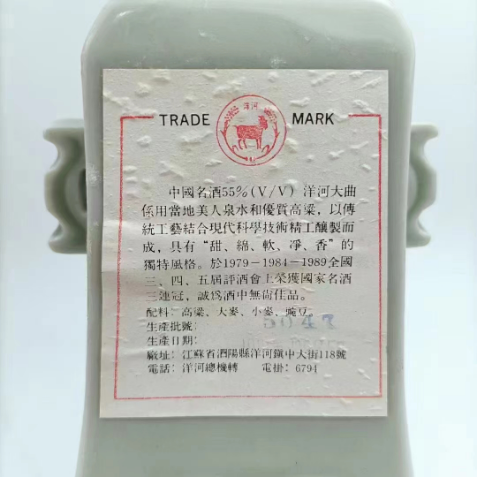 洋河
TRADE MARK
中國名酒55%(V/V) 洋河大曲
係用當地美人泉水和優質高粱，以傳
統工藝結合現代科學技術精工釀製而
成，具有“甜、綿、軟、凈、香”的
獨特風格。於1979－1984－1989全國
三、四、五屆評酒會上榮獲國家名酒
三連冠，誠為酒中無尚佳品。
配料：高粱、大麥、小麥、豌豆。
生產批號： 5047
生產日期：
廠址：江蘇省泗陽縣洋河鎮中大街118號
電話：洋河總機轉 電掛：6791